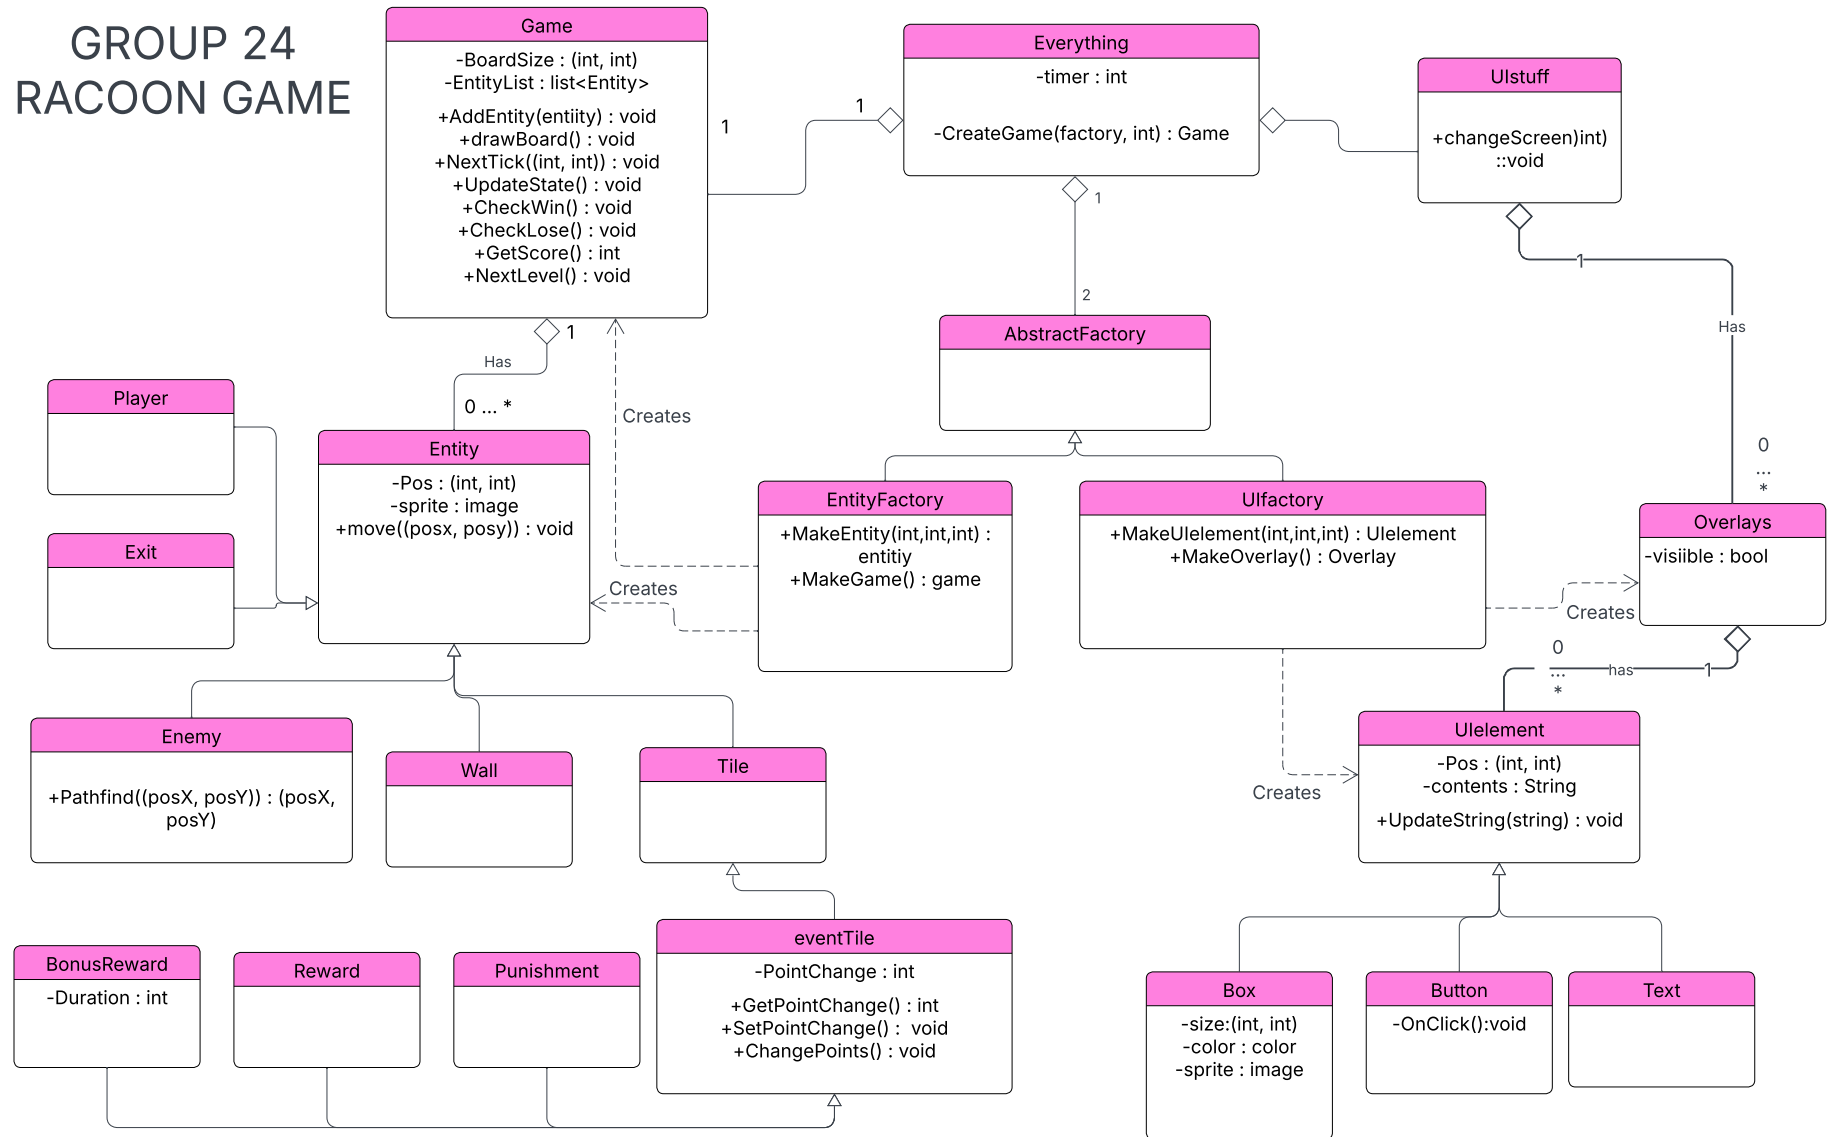 GROUP 24
RACOON GAME
Game
-BoardSize : (int, int)
-EntityList : list<Entity>
+AddEntity(entiity) : void
+drawBoard() : void
+NextTick((int, int)) : void
+UpdateState() : void
+CheckWin() : void
+CheckLose() : void
+GetScore() : int
+NextLevel() : void
1
1
Everything
-timer : int
-CreateGame(factory, int) : Game
UIstuff
+changeScreen)int)
::void
1
2
1
Has
0
...
*
AbstractFactory
1
Has
0 ... *
Creates
Player
Exit
Entity
-Pos : (int, int)
-sprite : image
+move((posx, posy)) : void
Creates
EntityFactory
+MakeEntity(int,int,int) :
entitiy
+MakeGame() : game
UIfactory
+MakeUIelement(int,int,int) : UIelement
+MakeOverlay() : Overlay
Overlays
-visiible : bool
Creates
0
...
*
has
1
Creates
Enemy
+Pathfind((posX, posY)) : (posX,
posY)
Wall
Tile
UIelement
-Pos : (int, int)
-contents : String
+UpdateString(string) : void
BonusReward
-Duration : int
Reward
Punishment
eventTile
-PointChange : int
+GetPointChange() : int
+SetPointChange() :  void
+ChangePoints() : void
Box
-size:(int, int)
-color : color
-sprite : image
Button
-OnClick():void
Text